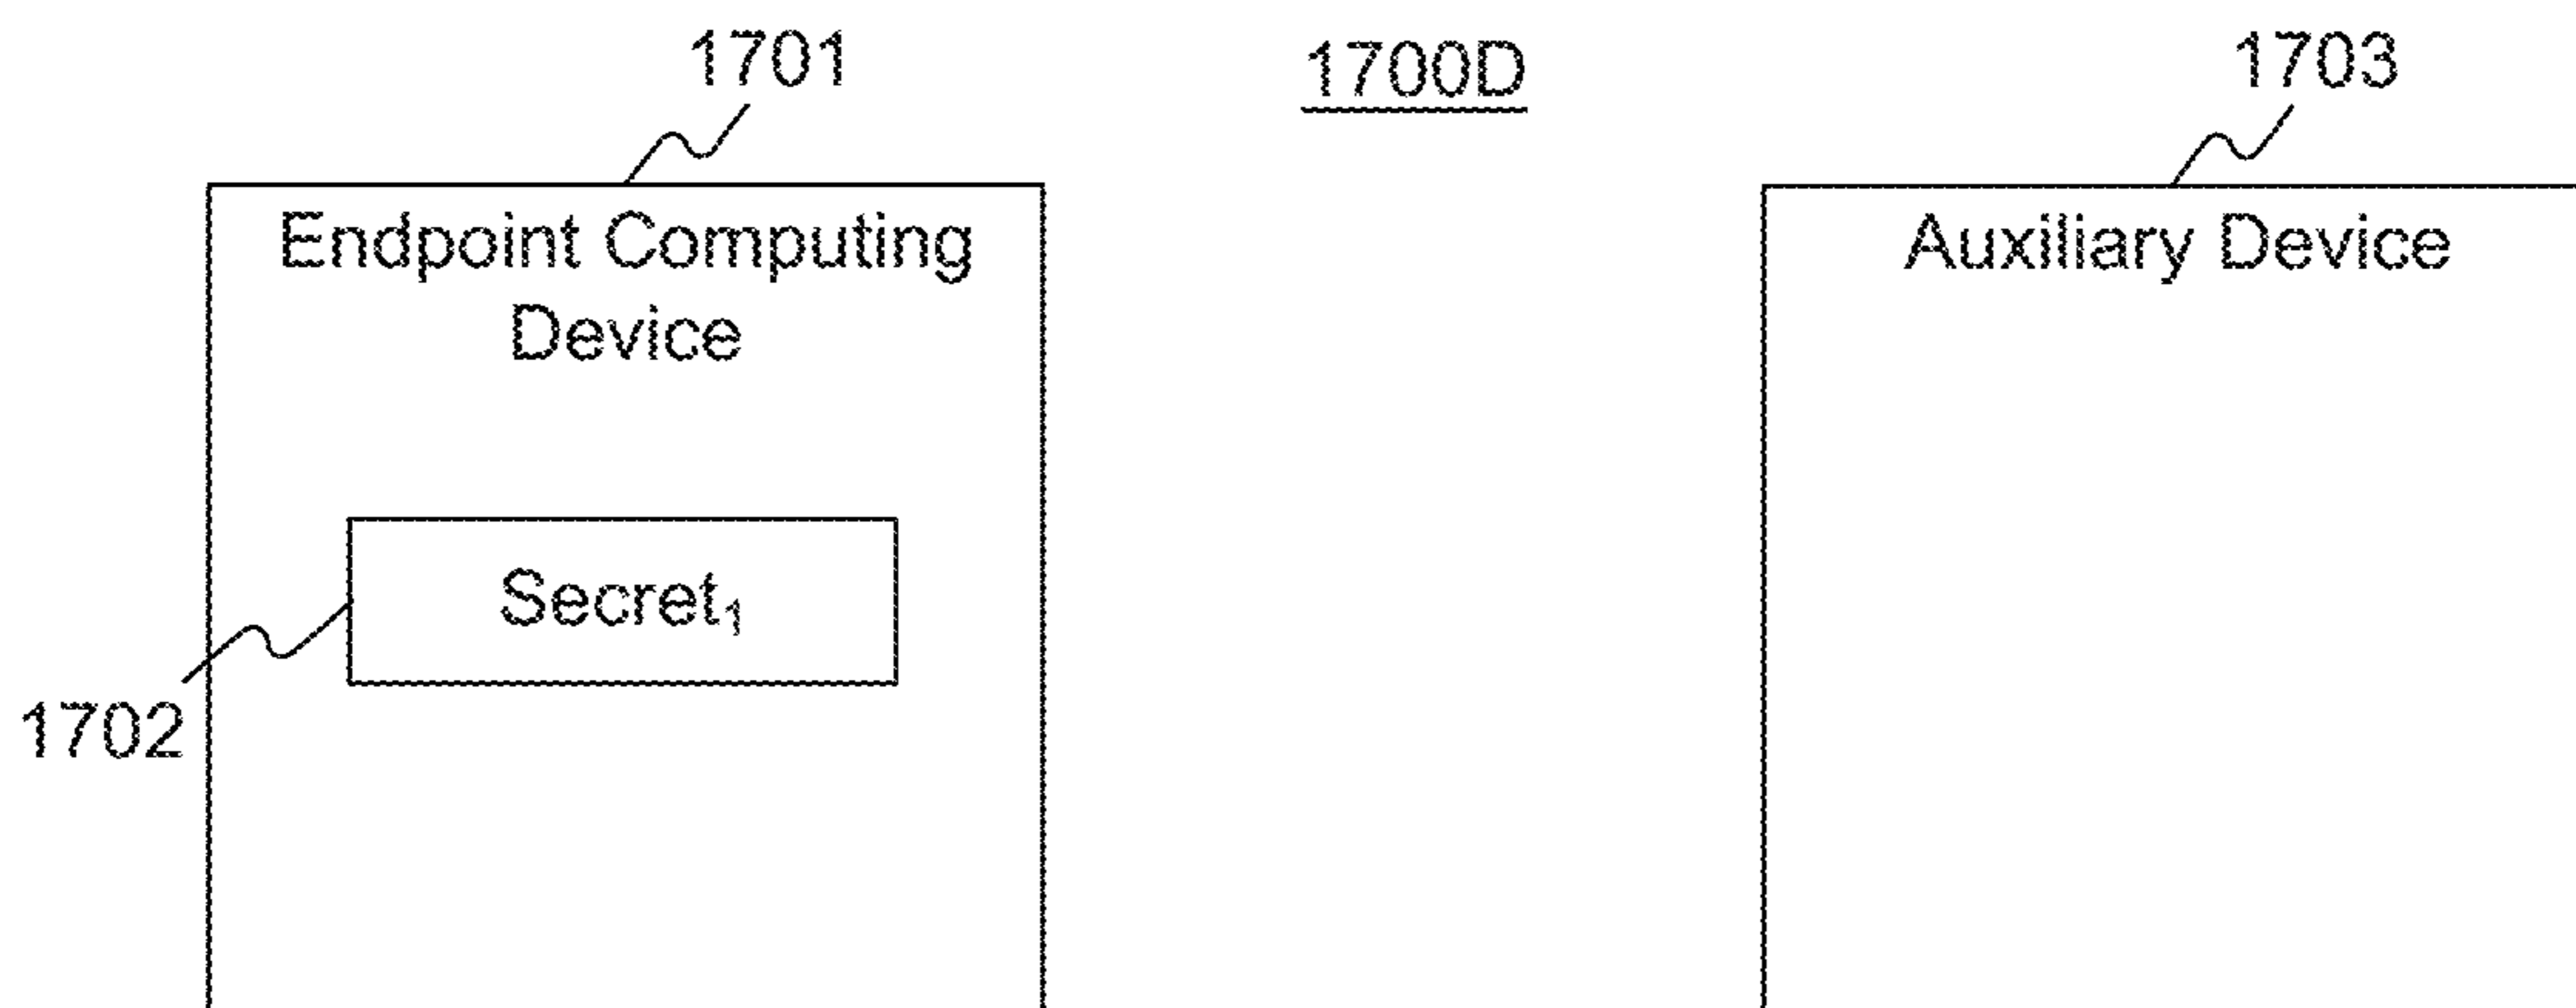 1701
1700D
1703
Endpoint Computing
Device
Auxiliary Device
Secret₁
1702